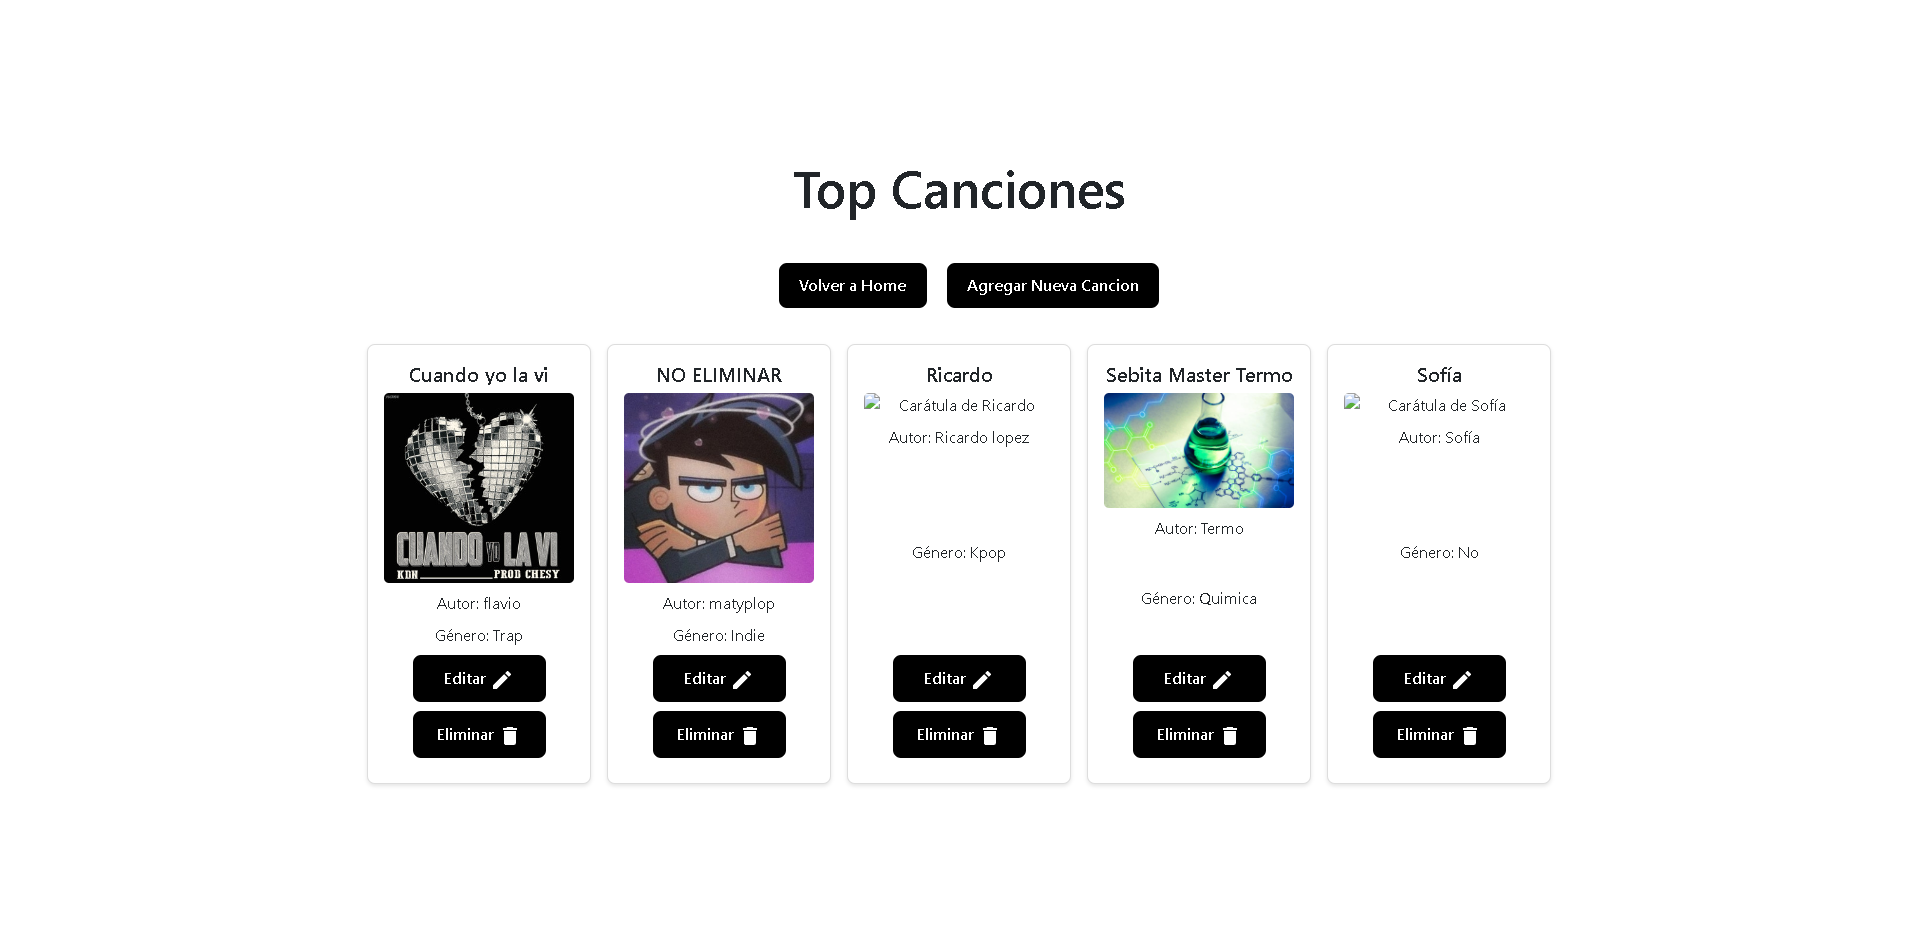 Top Canciones
Volver a Home
Agregar Nueva Cancion
Cuando yo la vi
CUANDO YO LA VI
KDN PROD CHESY
Autor: flavio
Género: Trap
Editar
Eliminar
NO ELIMINAR
Autor: matyplop
Género: Indie
Editar
Eliminar
Ricardo
Carátula de Ricardo
Autor: Ricardo lopez
Género: Kpop
Editar
Eliminar
Sebita Master Termo
Autor: Termo
Género: Quimica
Editar
Eliminar
Sofía
Carátula de Sofía
Autor: Sofía
Género: No
Editar
Eliminar